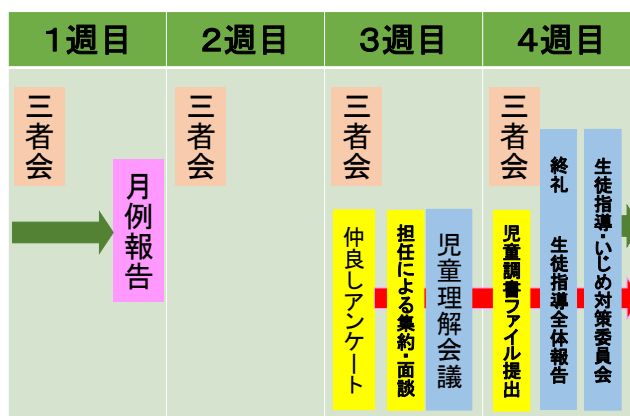 1週目
2週目
3週目
4週目
三者会
月例報告
三者会
三者会
仲良しアンケート
担任による集約・面談
児童理解会議
三者会
児童調書ファイル提出
終礼　生徒指導全体報告
生徒指導・いじめ対策委員会